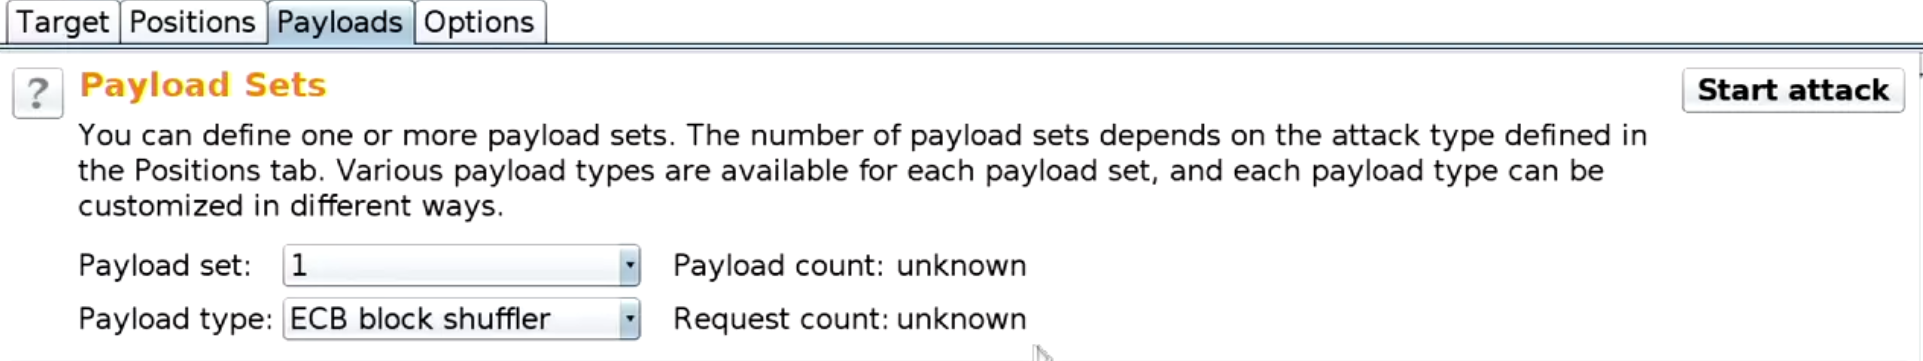 Target Positions Payloads Options
? Payload Sets Start attack
You can define one or more payload sets. The number of payload sets depends on the attack type defined in
the Positions tab. Various payload types are available for each payload set, and each payload type can be
customized in different ways.
Payload set: 1 Payload count: unknown
Payload type: ECB block shuffler Request count: unknown